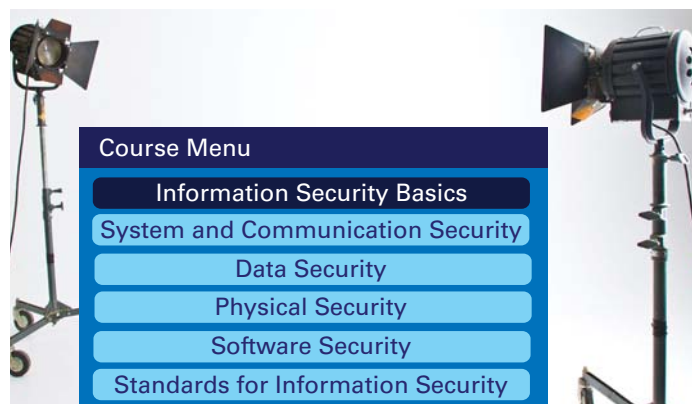 Course Menu
Information Security Basics
System and Communication Security
Data Security
Physical Security
Software Security
Standards for Information Security